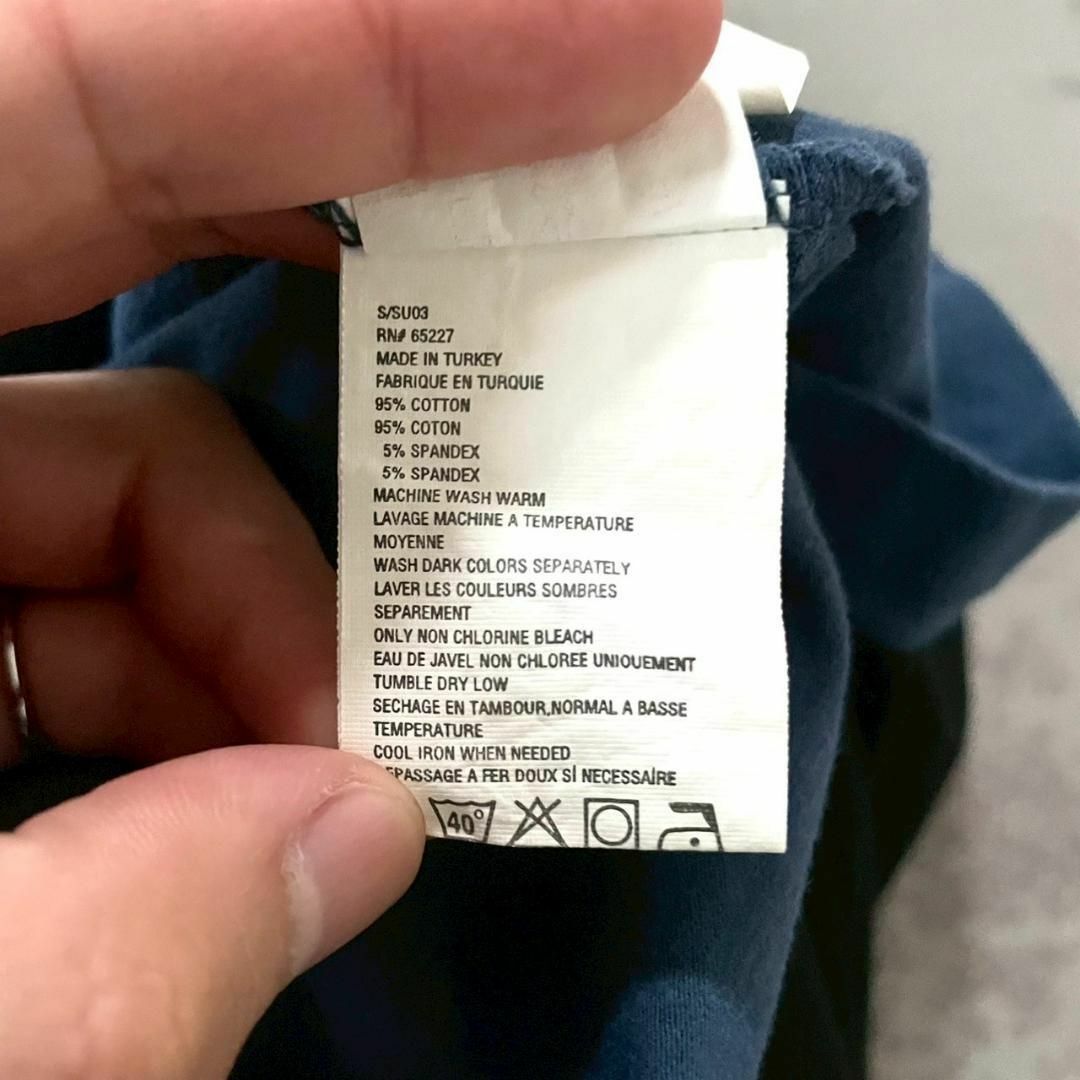 S/SU03
RN# 65227
MADE IN TURKEY
FABRIQUE EN TURQUIE
95% COTTON
95% COTON
5% SPANDEX
5% SPANDEX
MACHINE WASH WARM
LAVAGE MACHINE A TEMPERATURE
MOYENNE
WASH DARK COLORS SEPARATELY
LAVER LES COULEURS SOMBRES
SEPAREMENT
ONLY NON CHLORINE BLEACH
EAU DE JAVEL NON CHLOREE UNIQUEMENT
TUMBLE DRY LOW
SECHAGE EN TAMBOUR,NORMAL A BASSE
TEMPERATURE
COOL IRON WHEN NEEDED
EPASSAGE A FER DOUX Sİ NECESSAİRE
40°